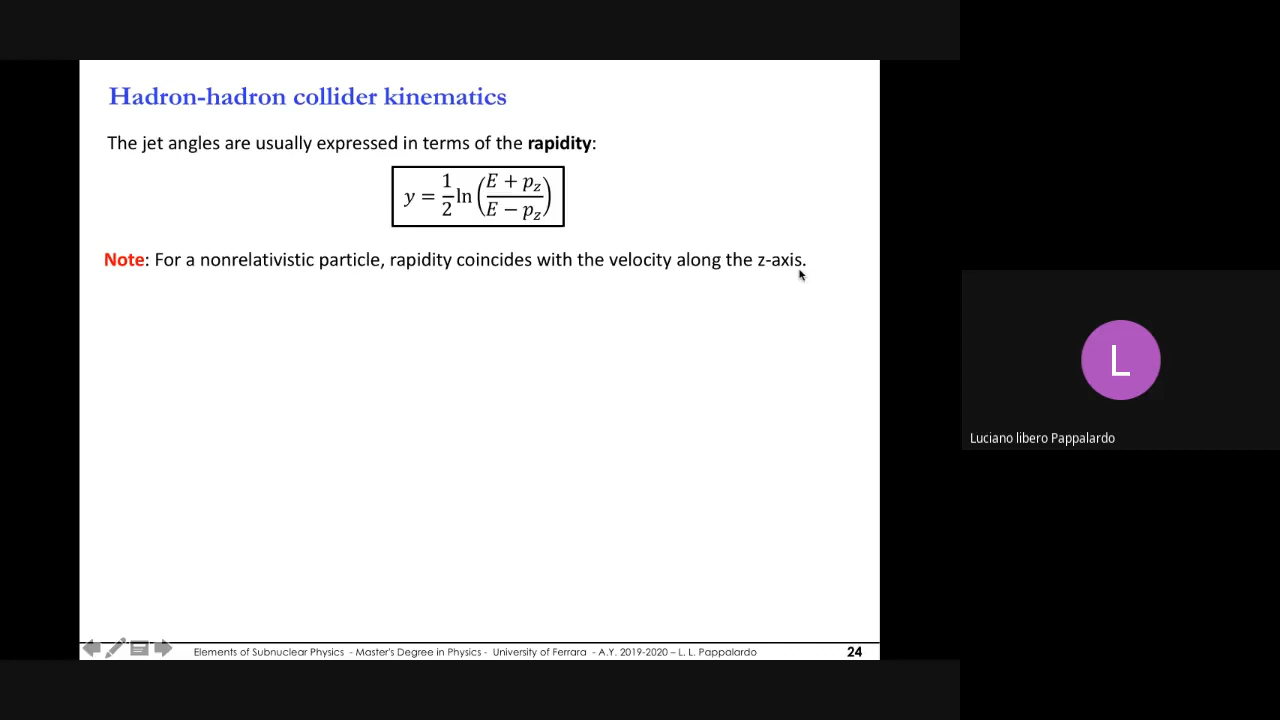 Hadron-hadron collider kinematics
The jet angles are usually expressed in terms of the rapidity:
y = 1/2 ln ( E + p_z / E − p_z )
Note: For a nonrelativistic particle, rapidity coincides with the velocity along the z-axis.
L
Luciano libero Pappalardo
Elements of Subnuclear Physics - Master's Degree in Physics - University of Ferrara - A.Y. 2019-2020 – L. L. Pappalardo
24